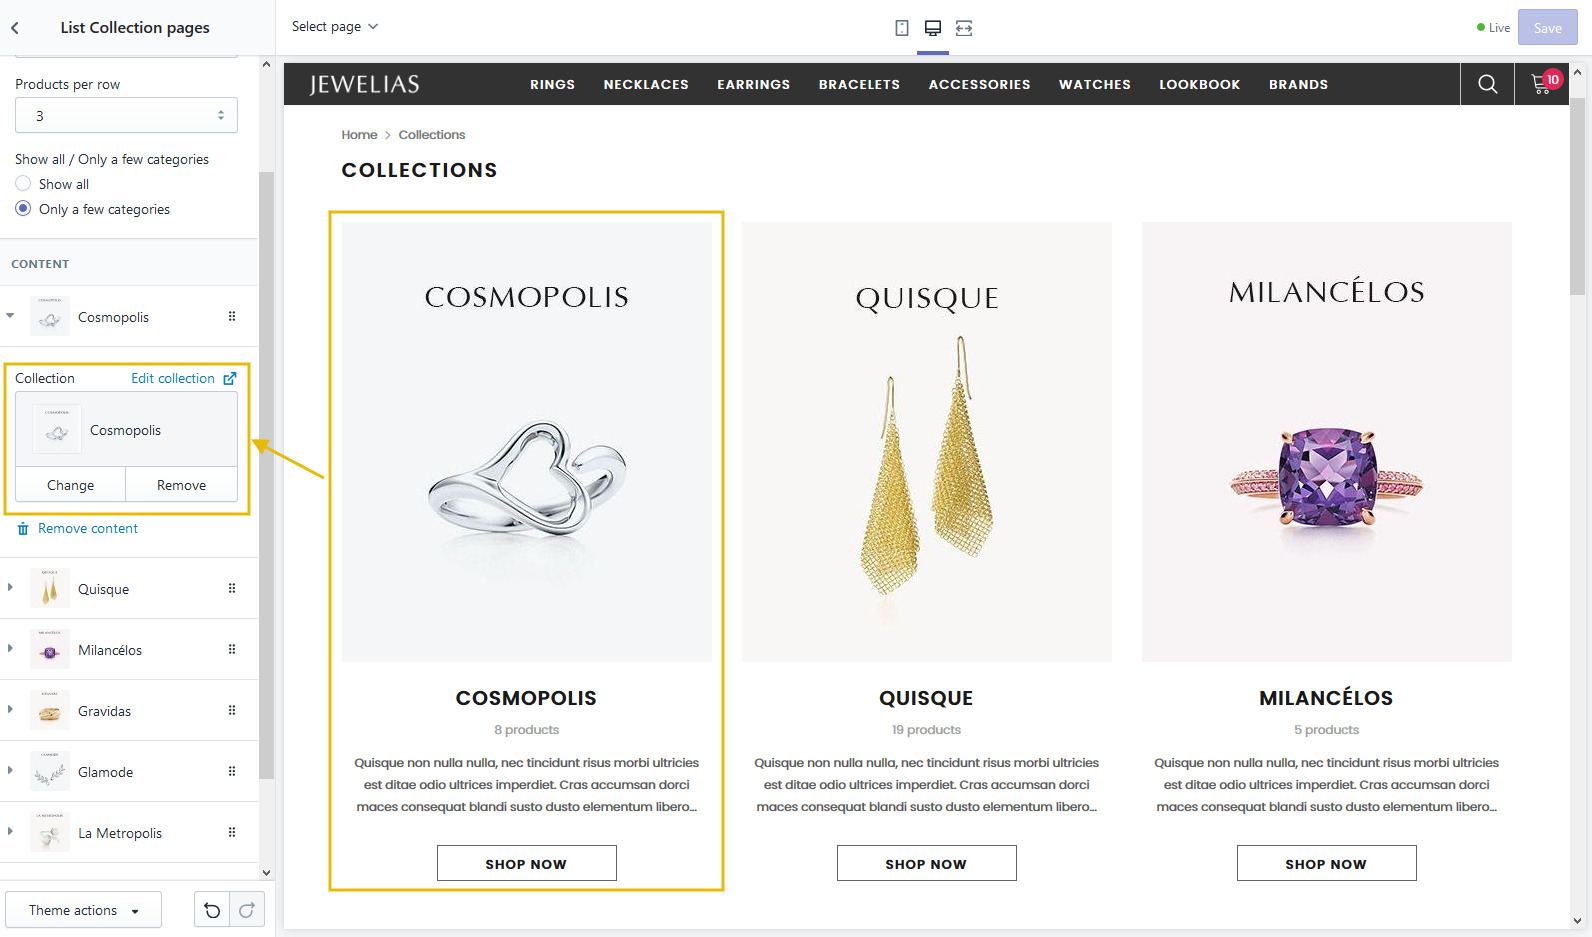 List Collection pages
Select page
Live
Save
Products per row
3
Show all / Only a few categories
Show all
Only a few categories
CONTENT
COSMOPOLIS
Cosmopolis
Collection
Edit collection
COSMOPOLIS
Cosmopolis
Change
Remove
Remove content
QUISQUE
Quisque
MILANCÉLOS
Milancélos
Gravidas
Glamode
LA METROPOLIS
La Metropolis
Theme actions
JEWELIAS
RINGS
NECKLACES
EARRINGS
BRACELETS
ACCESSORIES
WATCHES
LOOKBOOK
BRANDS
10
Home > Collections
COLLECTIONS
COSMOPOLIS
COSMOPOLIS
8 products
Quisque non nulla nulla, nec tincidunt risus morbi ultricies
est ditae odio ultrices imperdiet. Cras accumsan dorci
maces consequat blandi susto dusto elementum libero...
SHOP NOW
QUISQUE
QUISQUE
19 products
Quisque non nulla nulla, nec tincidunt risus morbi ultricies
est ditae odio ultrices imperdiet. Cras accumsan dorci
maces consequat blandi susto dusto elementum libero...
SHOP NOW
MILANCÉLOS
MILANCÉLOS
5 products
Quisque non nulla nulla, nec tincidunt risus morbi ultricies
est ditae odio ultrices imperdiet. Cras accumsan dorci
maces consequat blandi susto dusto elementum libero...
SHOP NOW